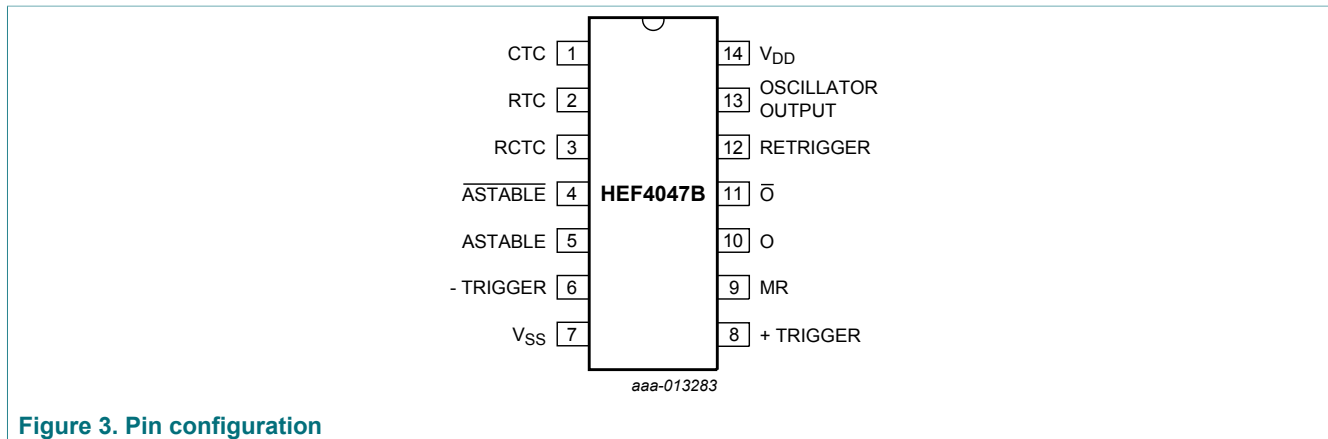 CTC 1 14 VDD
RTC 2 13 OSCILLATOR OUTPUT
RCTC 3 12 RETRIGGER
A̅S̅T̅A̅B̅L̅E̅ 4 HEF4047B 11 O̅
ASTABLE 5 10 O
- TRIGGER 6 9 MR
VSS 7 8 + TRIGGER
aaa-013283
Figure 3. Pin configuration